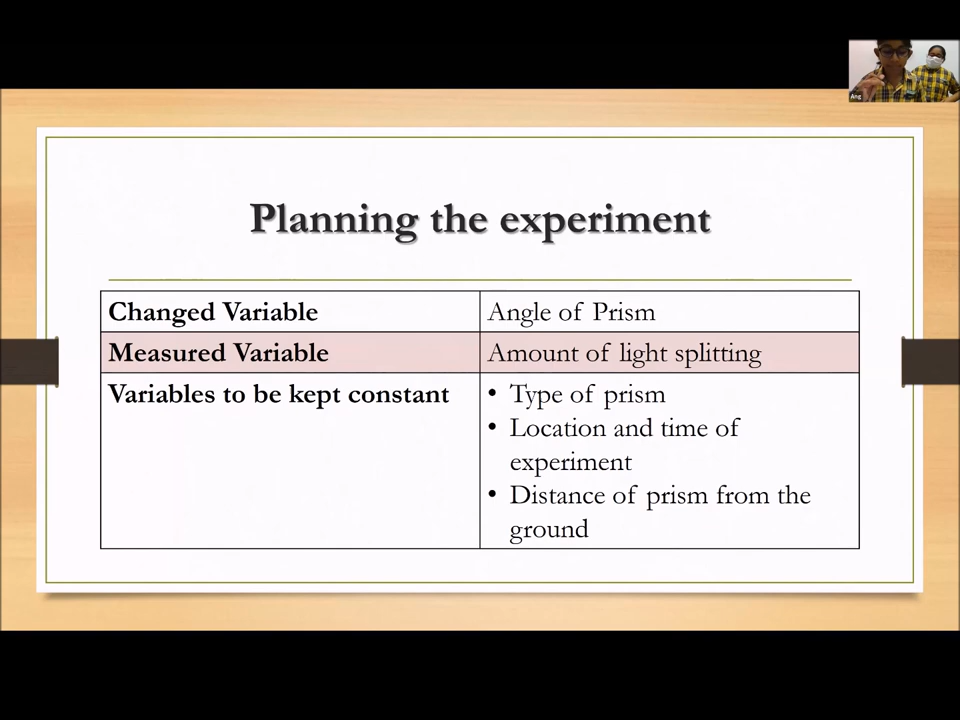 Ang
Planning the experiment
Changed Variable
Angle of Prism
Measured Variable
Amount of light splitting
Variables to be kept constant
• Type of prism
• Location and time of
experiment
• Distance of prism from the
ground